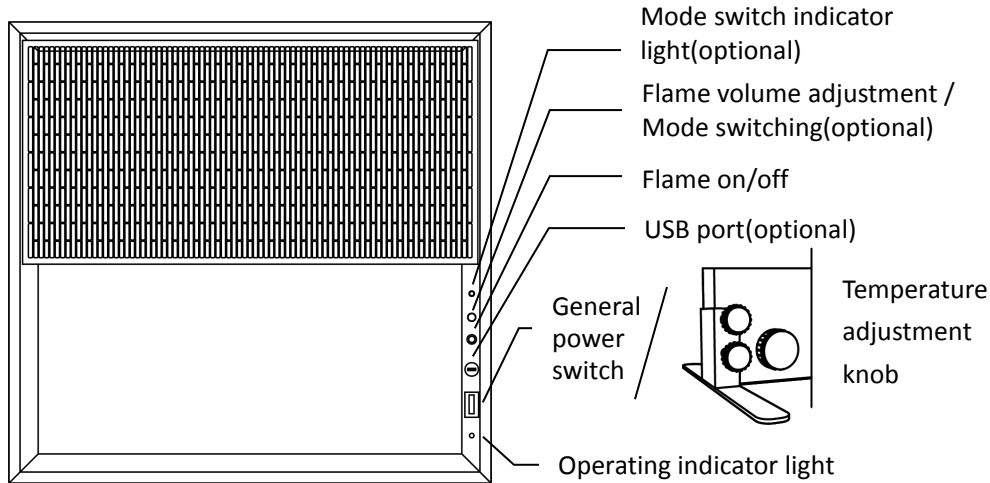 Mode switch indicator
light(optional)
Flame volume adjustment /
Mode switching(optional)
Flame on/off
USB port(optional)
General
power
switch
Temperature
adjustment
knob
Operating indicator light